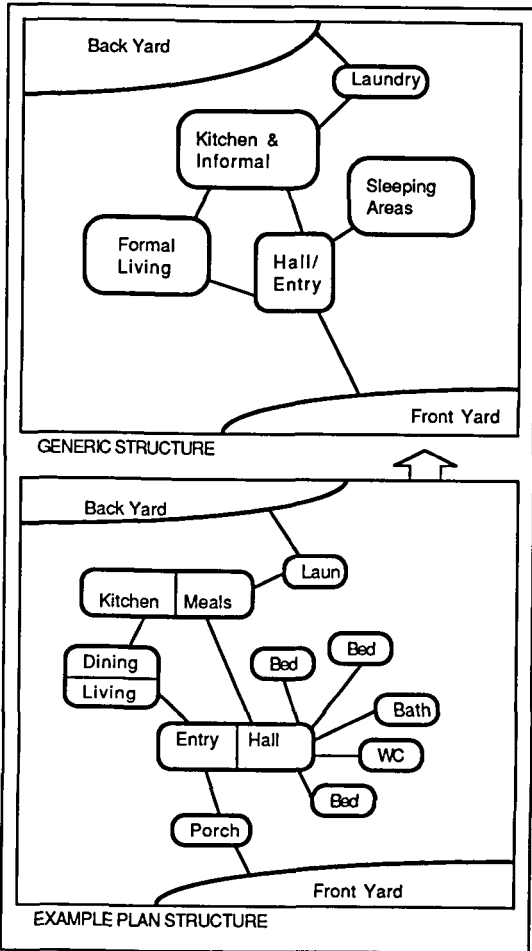 Back Yard
Laundry
Kitchen &
Informal
Sleeping
Areas
Formal
Living
Hall/
Entry
Front Yard
GENERIC STRUCTURE
Back Yard
Laun
Kitchen Meals
Dining
Living
Bed
Bed
Bath
Entry Hall
WC
Bed
Porch
Front Yard
EXAMPLE PLAN STRUCTURE